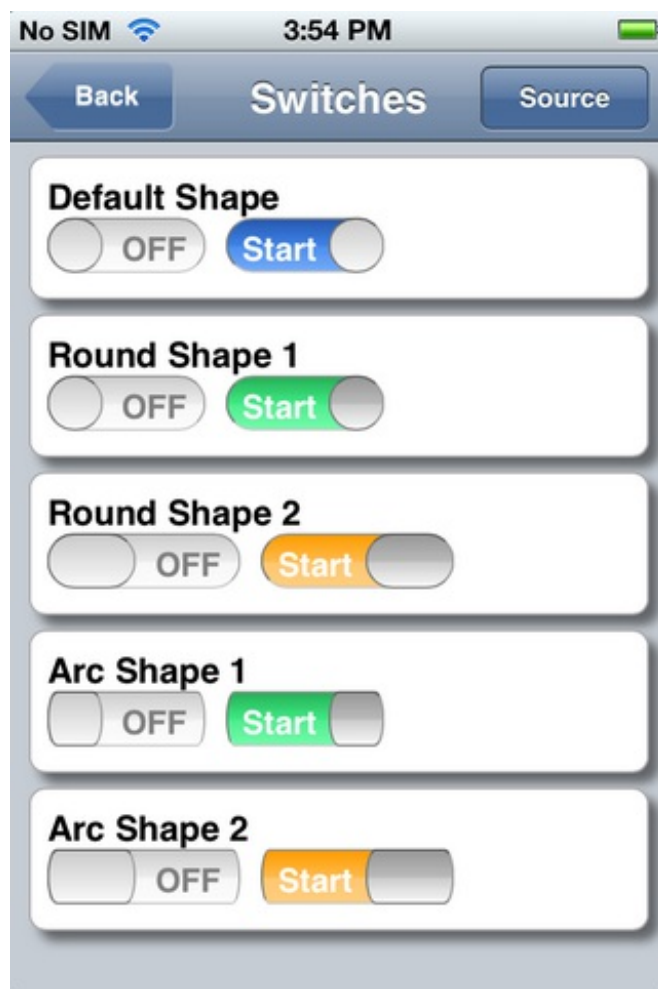 No SIM 3:54 PM
Back Switches Source
Default Shape
OFF Start
Round Shape 1
OFF Start
Round Shape 2
OFF Start
Arc Shape 1
OFF Start
Arc Shape 2
OFF Start